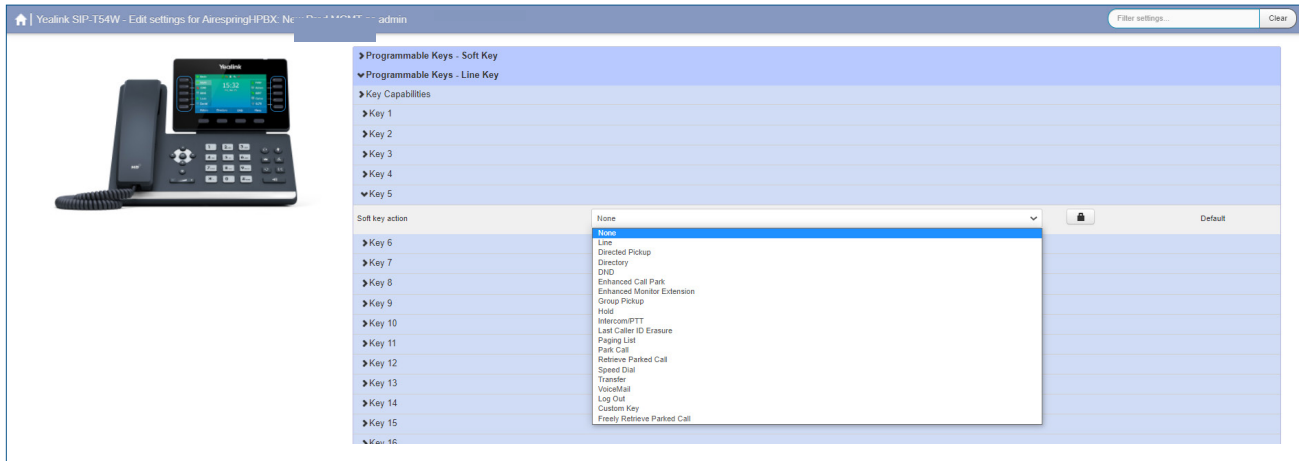 Yealink SIP-T54W - Edit settings for AirespringHPBX: admin
Filter settings...
Clear
Yealink
15:32
Programmable Keys - Soft Key
Programmable Keys - Line Key
Key Capabilities
Key 1
Key 2
Key 3
Key 4
Key 5
Soft key action
None
Default
None
Line
Directed Pickup
Directory
DND
Enhanced Call Park
Enhanced Monitor Extension
Group Pickup
Hold
Intercom/PTT
Last Caller ID Erasure
Paging List
Park Call
Retrieve Parked Call
Speed Dial
Transfer
VoiceMail
Log Out
Custom Key
Freely Retrieve Parked Call
Key 6
Key 7
Key 8
Key 9
Key 10
Key 11
Key 12
Key 13
Key 14
Key 15
Key 16